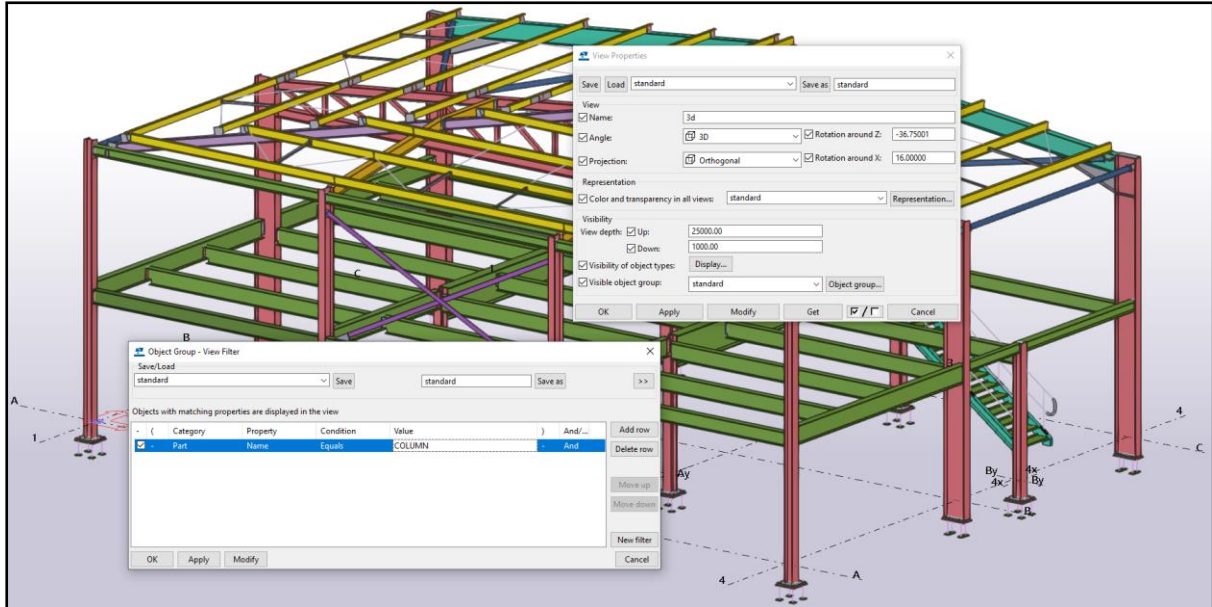 View Properties
Save Load standard Save as standard
View
Name: 3d
Angle: 3D Rotation around Z: -36.75001
Projection: Orthogonal Rotation around X: 16.00000
Representation
Color and transparency in all views: standard Representation...
Visibility
View depth: Up: 25000.00
Down: 1000.00
Visibility of object types: Display...
Visible object group: standard Object group...
OK Apply Modify Get / Cancel
C
B
Object Group - View Filter
Save/Load
standard Save standard Save as >>
Objects with matching properties are displayed in the view
- ( Category Property Condition Value ) And/... Add row
- Part Name Equals COLUMN - And Delete row
Move up
Move down
New filter
OK Apply Modify Cancel
A
1
4
C
Ay
By 4x
4x By
B
4 A